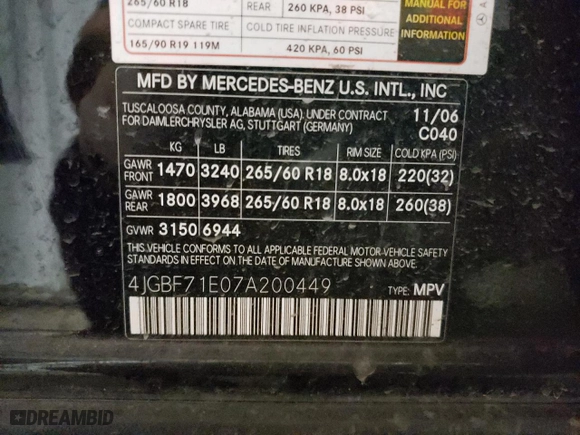 265/60 R18 REAR 260 KPA, 38 PSI
COMPACT SPARE TIRE COLD TIRE INFLATION PRESSURE
165/90 R19 119M 420 KPA, 60 PSI
MANUAL FOR
ADDITIONAL
INFORMATION
A
MFD BY MERCEDES-BENZ U.S. INTL., INC
TUSCALOOSA COUNTY, ALABAMA (USA). UNDER CONTRACT 11/06
FOR DAIMLERCHRYSLER AG, STUTTGART (GERMANY) C040
KG LB TIRES RIM SIZE COLD KPA (PSI)
GAWR
FRONT 1470 3240 265/60 R18 8.0x18 220(32)
GAWR
REAR 1800 3968 265/60 R18 8.0x18 260(38)
GVWR 3150 6944
THIS VEHICLE CONFORMS TO ALL APPLICABLE FEDERAL MOTOR-VEHICLE SAFETY
STANDARDS IN EFFECT ON THE DATE OF MANUFACTURE SHOWN ABOVE.
4JGBF71E07A200449 TYPE: MPV
DREAMBID